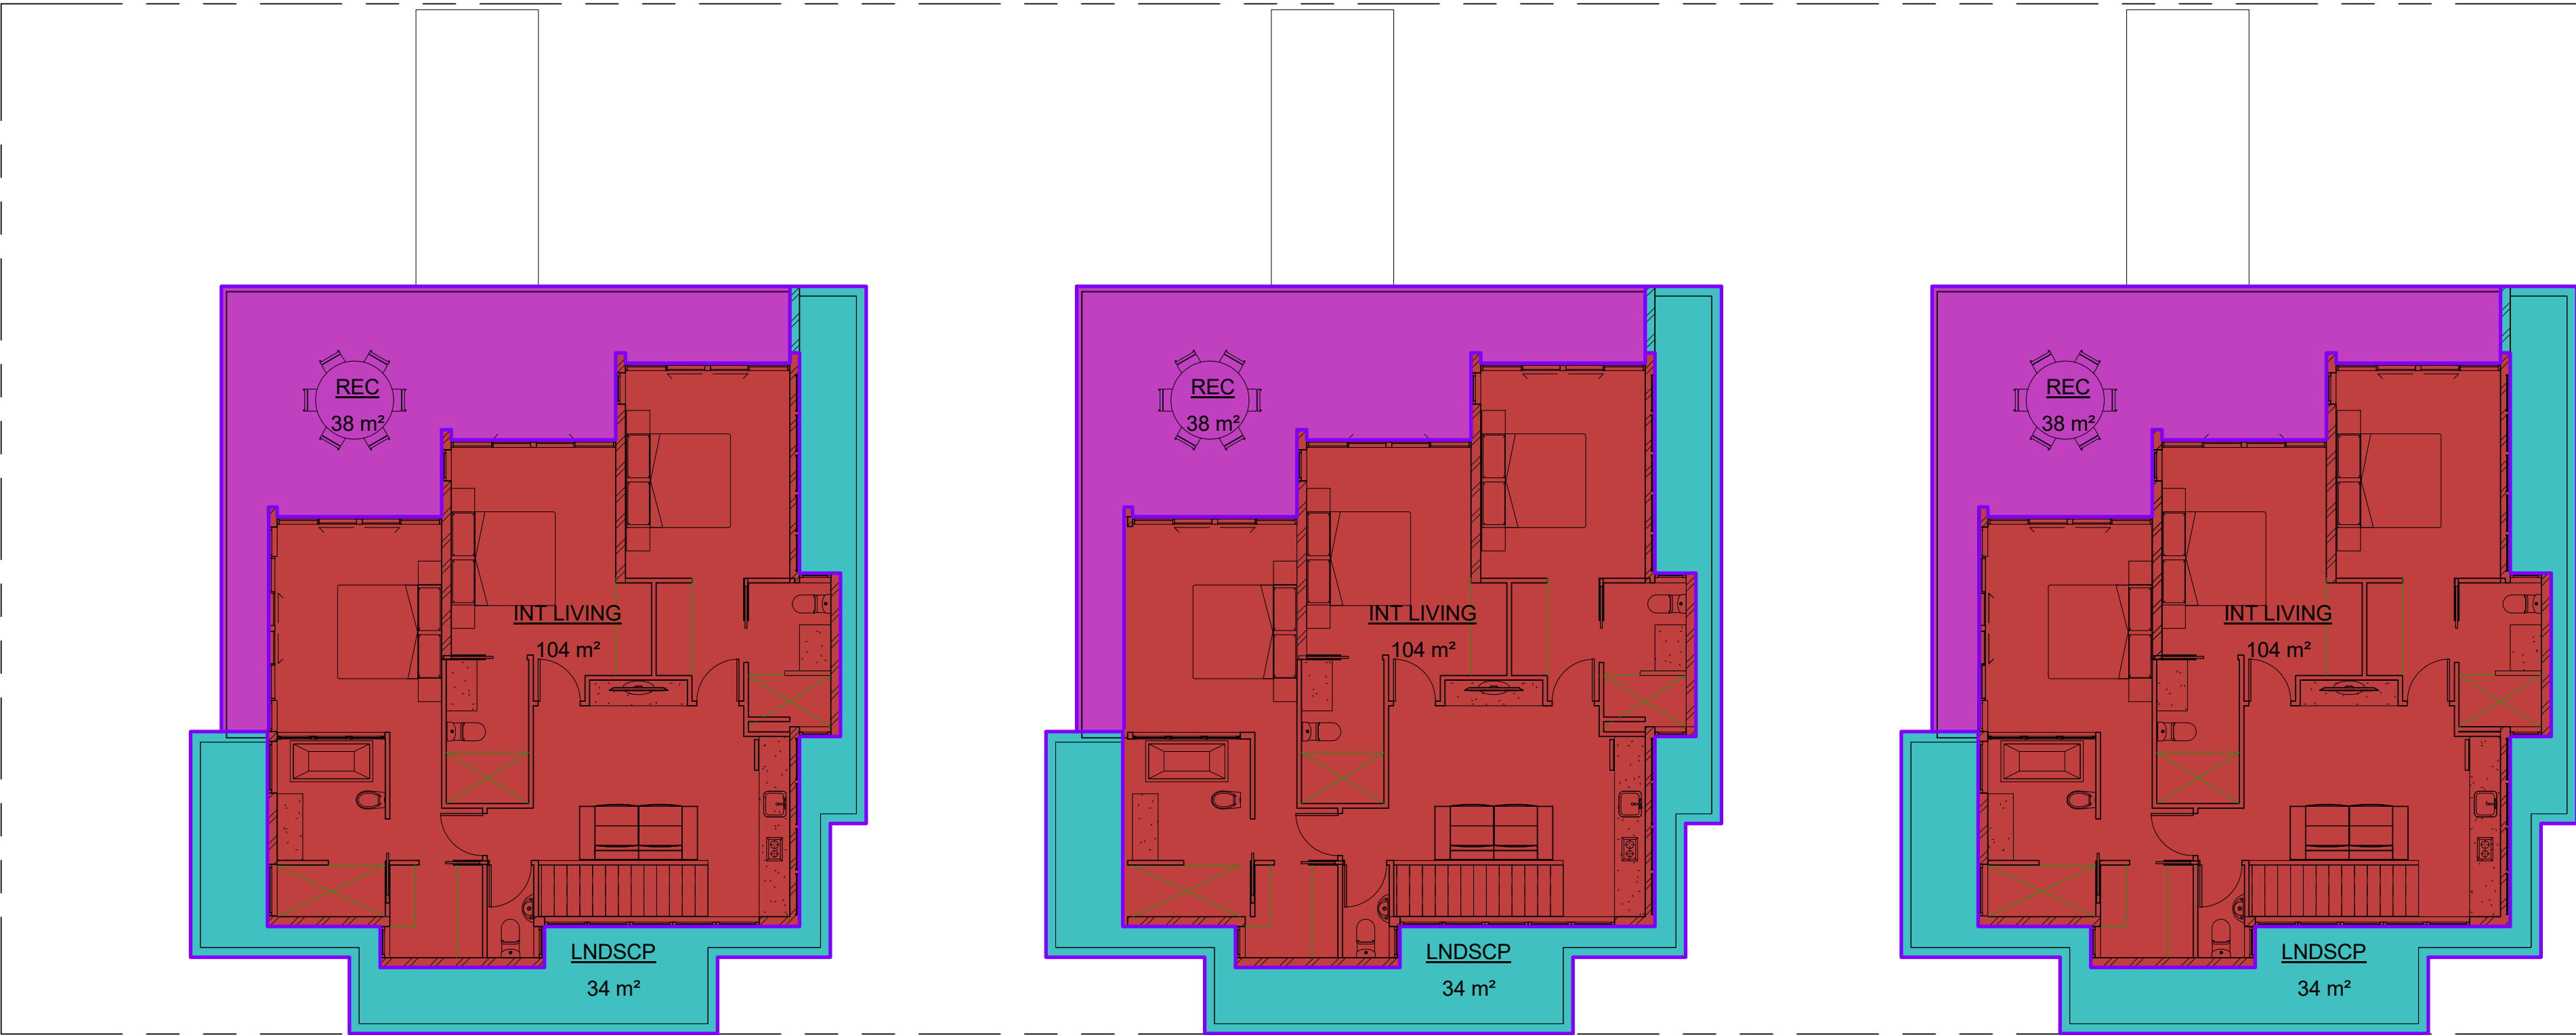 REC
38 m²
REC
38 m²
REC
38 m²
INT LIVING
104 m²
INT LIVING
104 m²
INT LIVING
104 m²
LNDSCP
34 m²
LNDSCP
34 m²
LNDSCP
34 m²